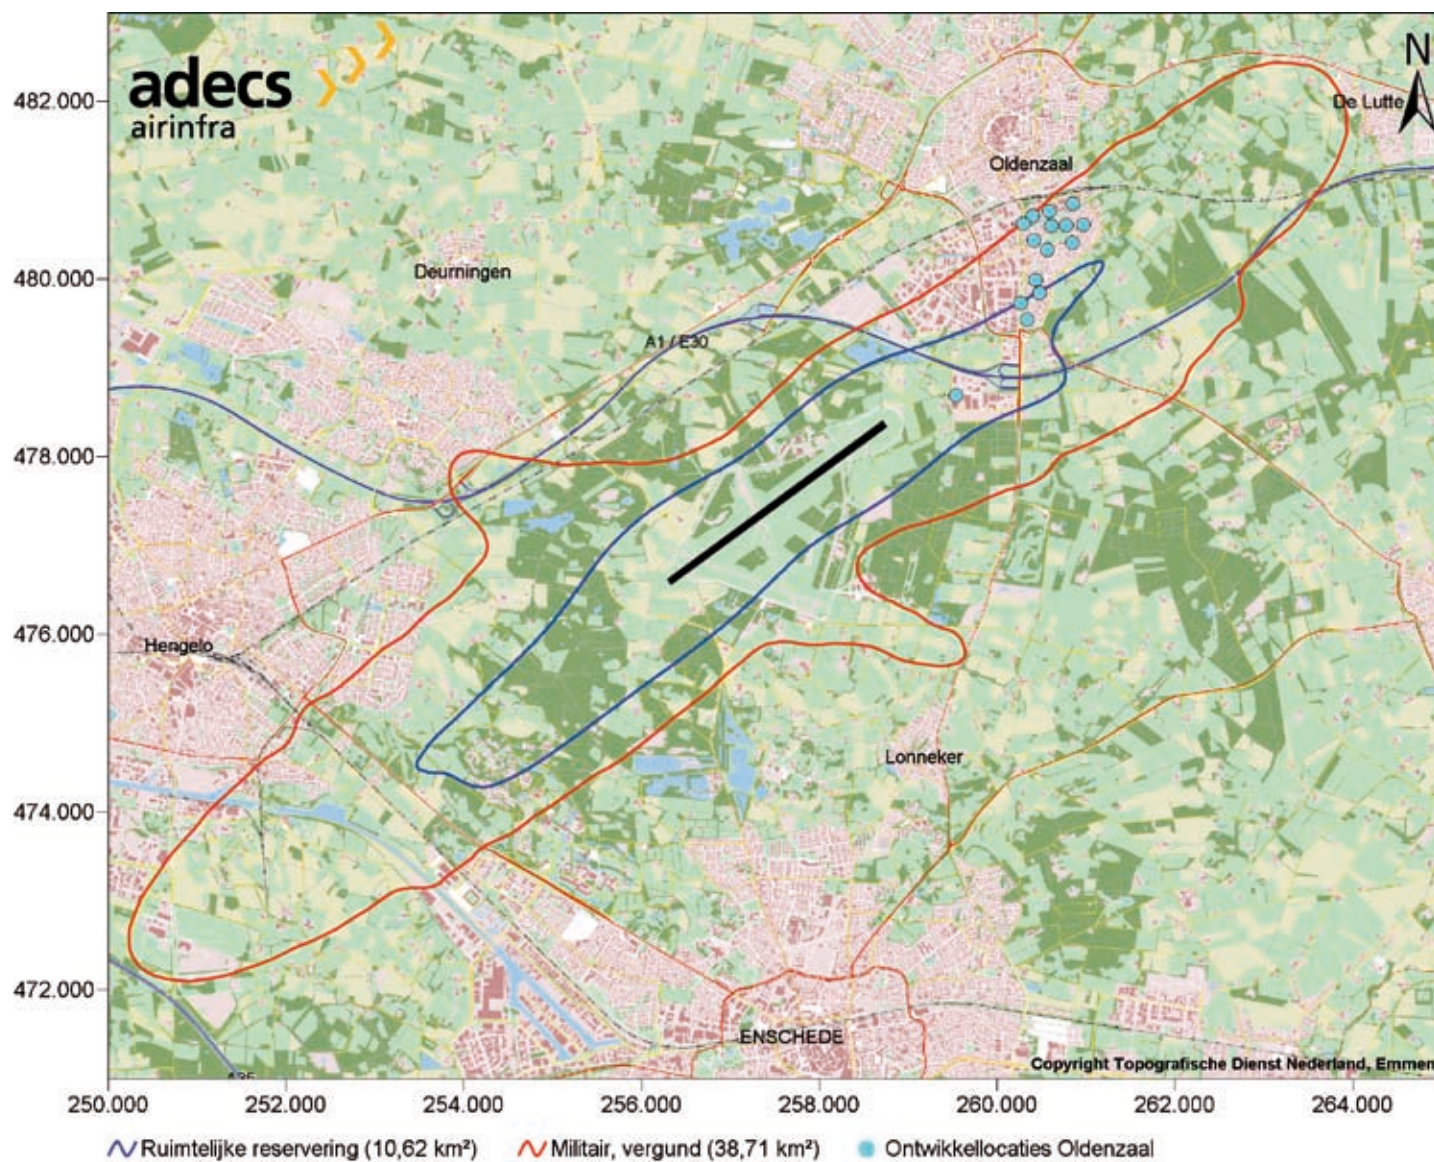 adecs
airinfra
N
482.000
De Lutte
Oldenzaal
480.000
Deurningen
A1 / E30
478.000
476.000
Hengelo
Lonneker
474.000
472.000
ENSCHEDE
Copyright Topografische Dienst Nederland, Emmen
A35
250.000 252.000 254.000 256.000 258.000 260.000 262.000 264.000
Ruimtelijke reservering (10,62 km²) Militair, vergund (38,71 km²) Ontwikkellocaties Oldenzaal